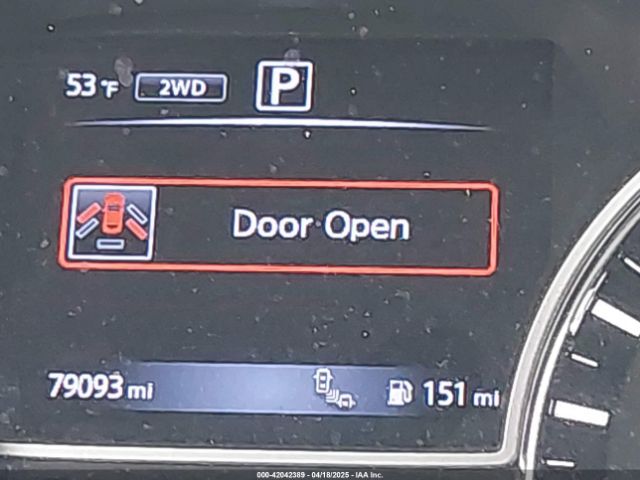 53 °F 2WD P
Door Open
79093 mi 151 mi
000-42042389 - 04/18/2025 - IAA Inc.